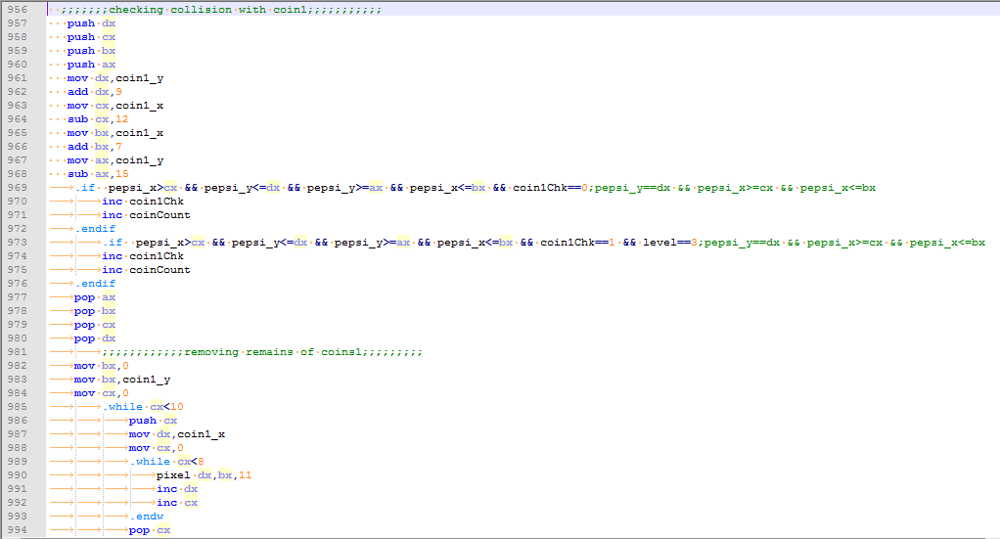 956 ;;;;;;;checking collision with coin1;;;;;;;;;;;
957 push dx
958 push cx
959 push bx
960 push ax
961 mov dx,coin1_y
962 add dx,9
963 mov cx,coin1_x
964 sub cx,12
965 mov bx,coin1_x
966 add bx,7
967 mov ax,coin1_y
968 sub ax,15
969 .if  pepsi_x>cx && pepsi_y<=dx && pepsi_y>=ax && pepsi_x<=bx && coin1Chk==0;pepsi_y==dx && pepsi_x>=cx && pepsi_x<=bx
970 inc coin1Chk
971 inc coinCount
972 .endif
973 .if  pepsi_x>cx && pepsi_y<=dx && pepsi_y>=ax && pepsi_x<=bx && coin1Chk==1 && level==3;pepsi_y==dx && pepsi_x>=cx && pepsi_x<=bx
974 inc coin1Chk
975 inc coinCount
976 .endif
977 pop ax
978 pop bx
979 pop cx
980 pop dx
981 ;;;;;;;;;;;;removing remains of coins1;;;;;;;;;
982 mov bx,0
983 mov bx,coin1_y
984 mov cx,0
985 .while cx<10
986 push cx
987 mov dx,coin1_x
988 mov cx,0
989 .while cx<8
990 pixel dx,bx,11
991 inc dx
992 inc cx
993 .endw
994 pop cx